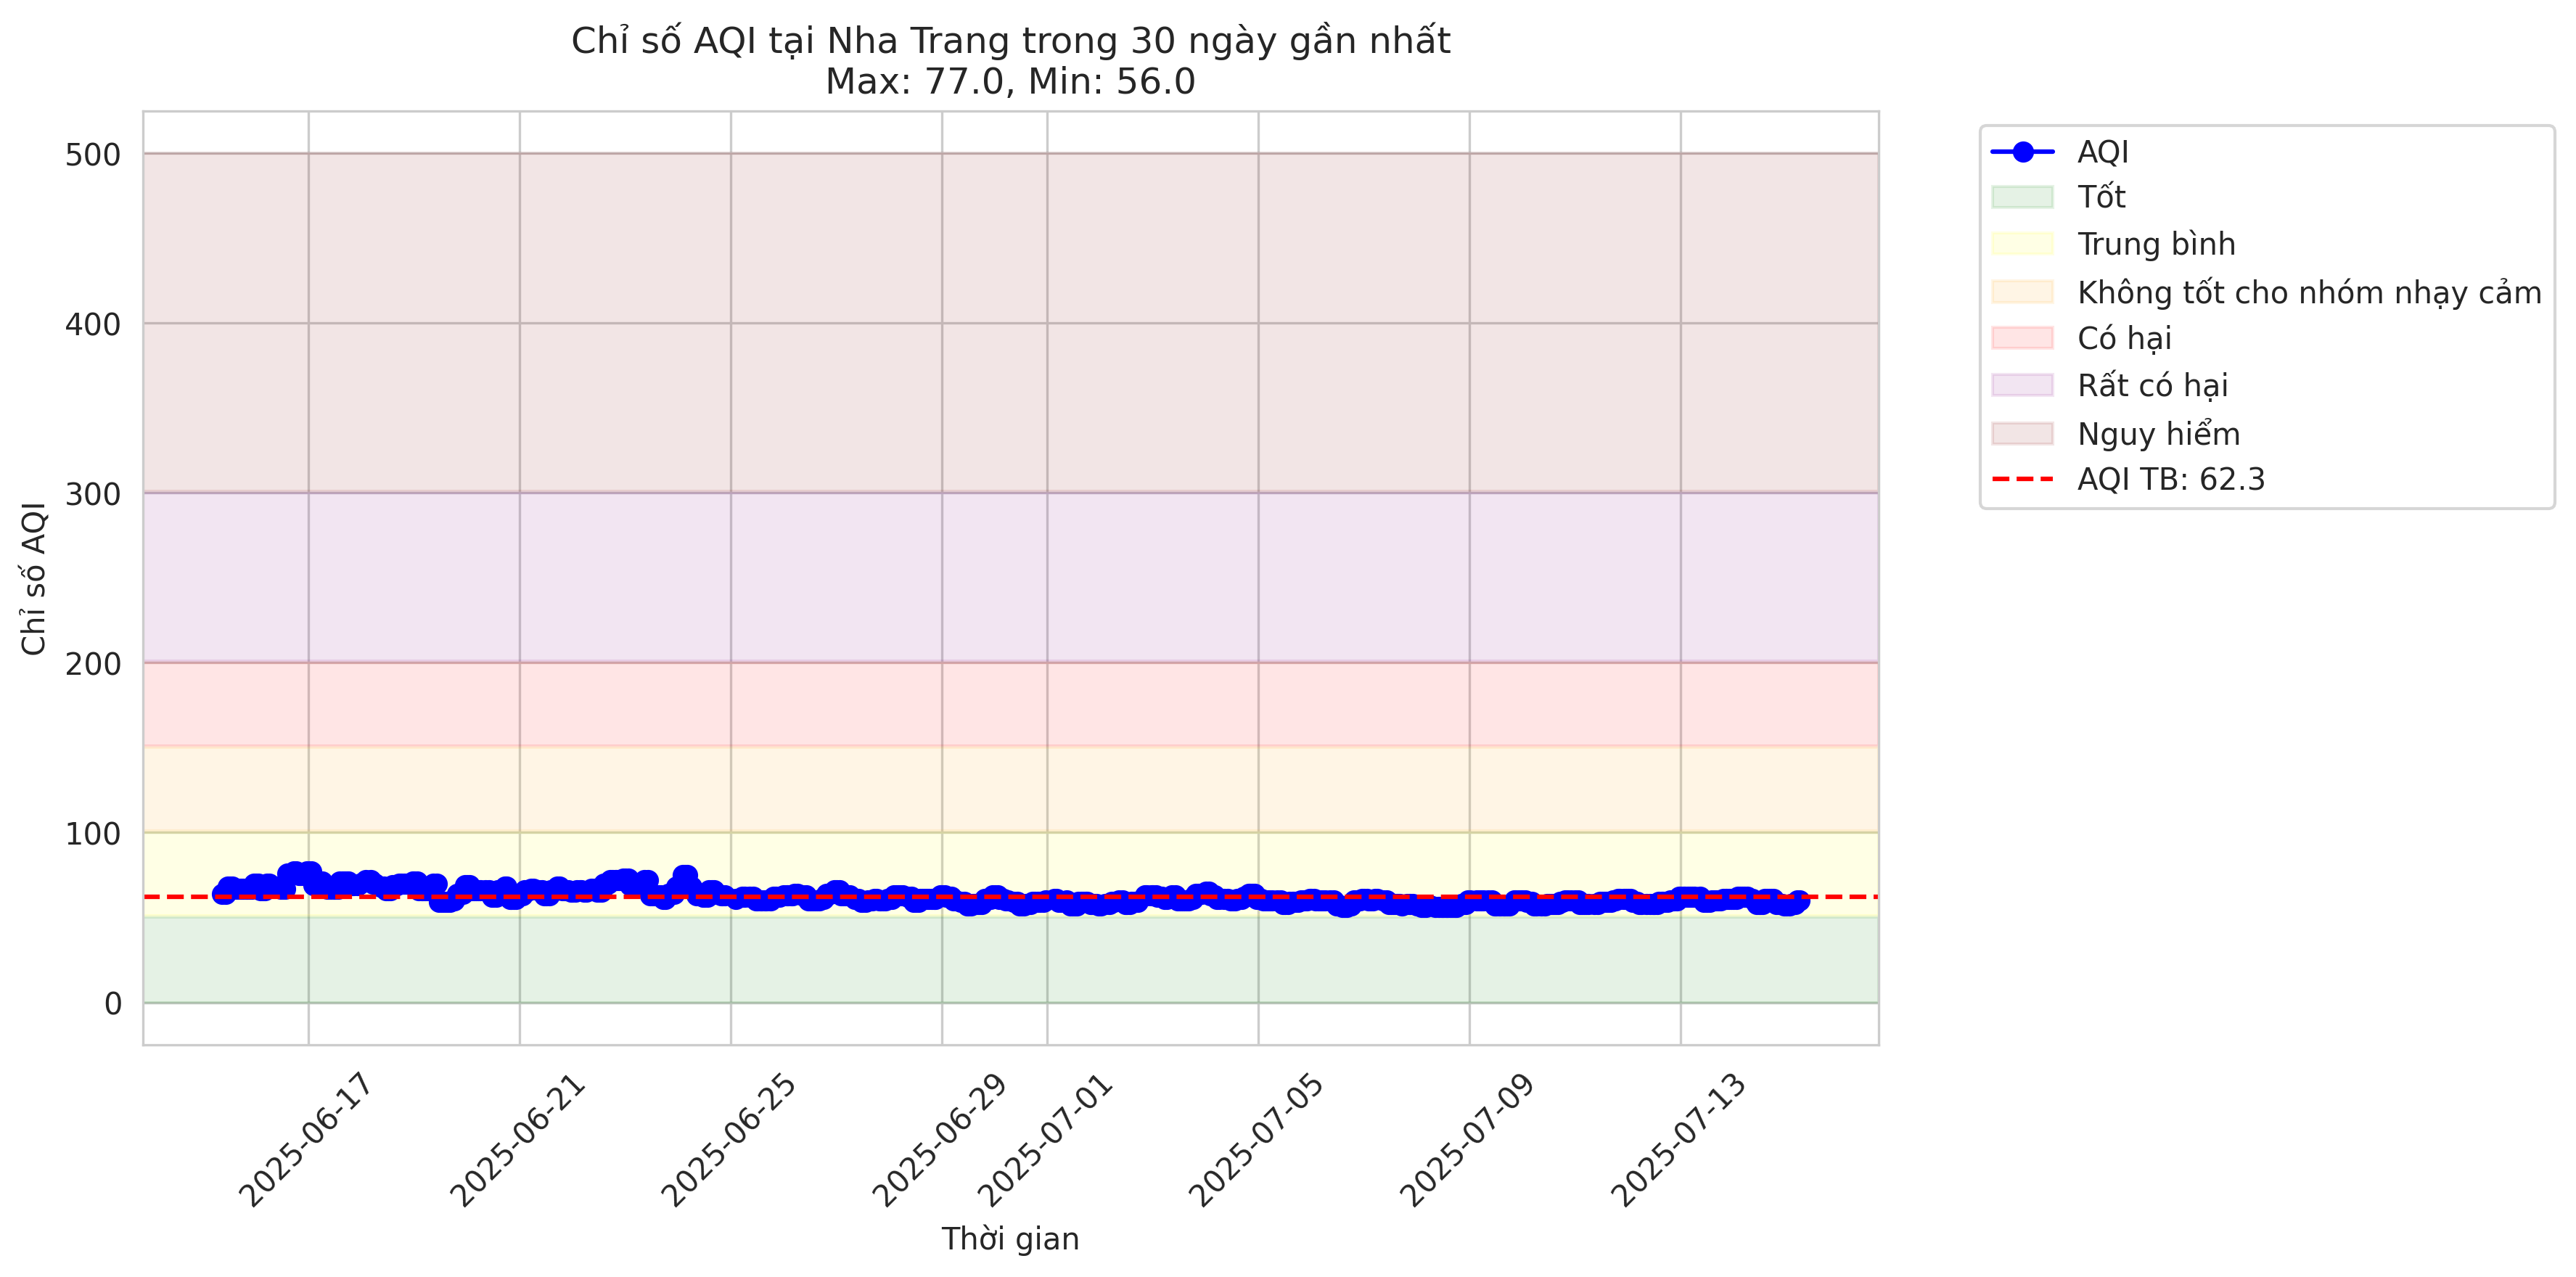 Chỉ số AQI tại Nha Trang trong 30 ngày gần nhất
Max: 77.0, Min: 56.0
Chỉ số AQI
500
400
300
200
100
0
2025-06-17
2025-06-21
2025-06-25
2025-06-29
2025-07-01
2025-07-05
2025-07-09
2025-07-13
Thời gian
AQI
Tốt
Trung bình
Không tốt cho nhóm nhạy cảm
Có hại
Rất có hại
Nguy hiểm
AQI TB: 62.3